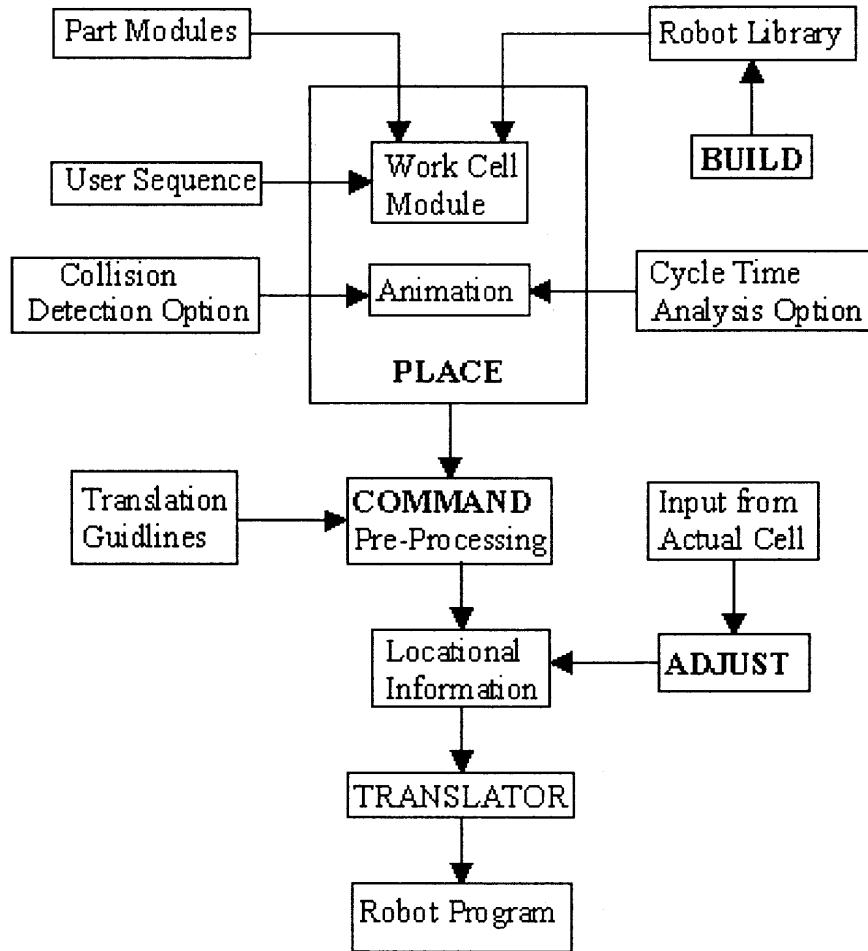 Part Modules
Robot Library
BUILD
Work Cell
Module
User Sequence
Collision
Detection Option
Animation
Cycle Time
Analysis Option
PLACE
Translation
Guidlines
COMMAND
Pre-Processing
Input from
Actual Cell
Locational
Information
ADJUST
TRANSLATOR
Robot Program